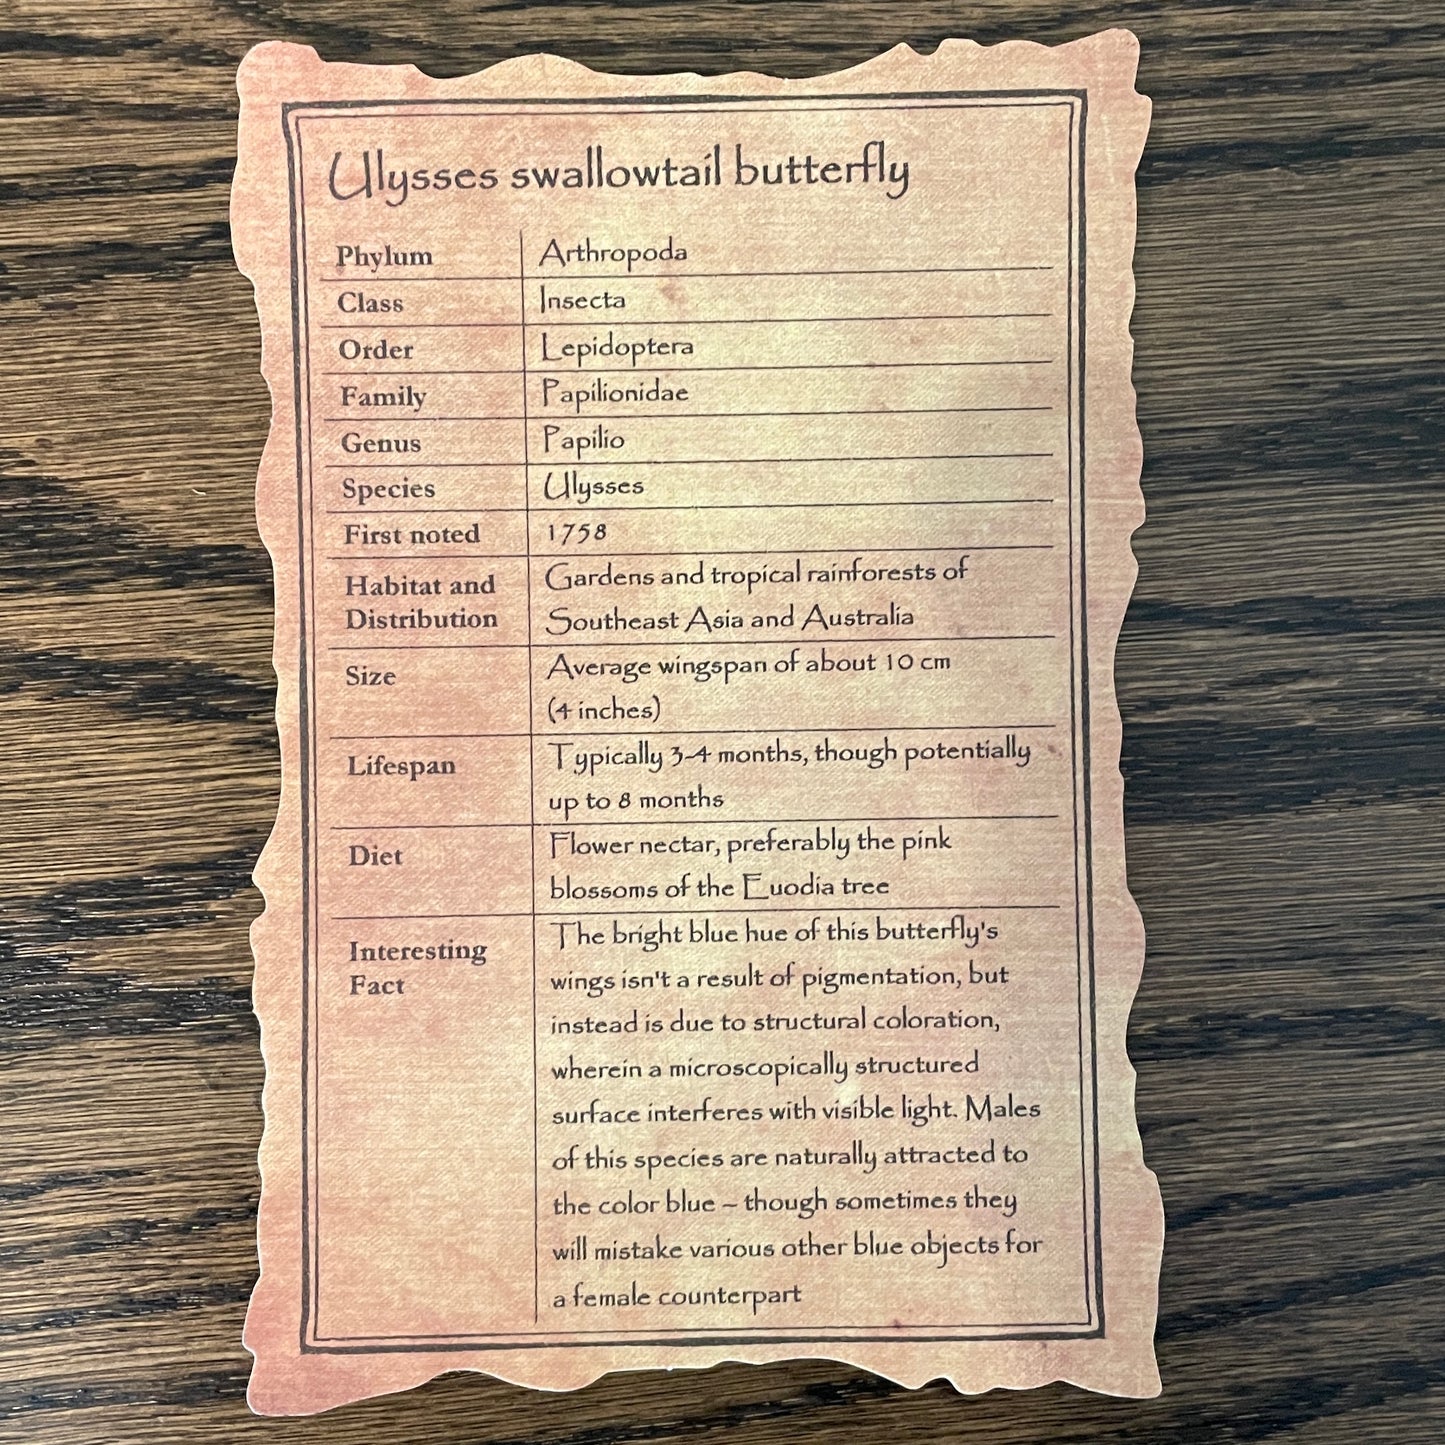 Ulysses swallowtail butterfly
Phylum Arthropoda
Class Insecta
Order Lepidoptera
Family Papilionidae
Genus Papilio
Species Ulysses
First noted 1758
Habitat and Distribution Gardens and tropical rainforests of
Southeast Asia and Australia
Size Average wingspan of about 10 cm
(4 inches)
Lifespan Typically 3-4 months, though potentially
up to 8 months
Diet Flower nectar, preferably the pink
blossoms of the Euodia tree
Interesting Fact The bright blue hue of this butterfly's
wings isn't a result of pigmentation, but
instead is due to structural coloration,
wherein a microscopically structured
surface interferes with visible light. Males
of this species are naturally attracted to
the color blue – though sometimes they
will mistake various other blue objects for
a female counterpart